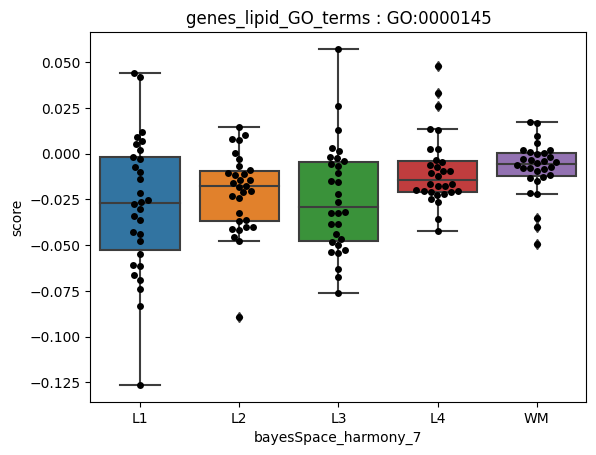 genes_lipid_GO_terms : GO:0000145
0.050
0.025
0.000
−0.025
−0.050
−0.075
−0.100
−0.125
score
L1 L2 L3 L4 WM
bayesSpace_harmony_7